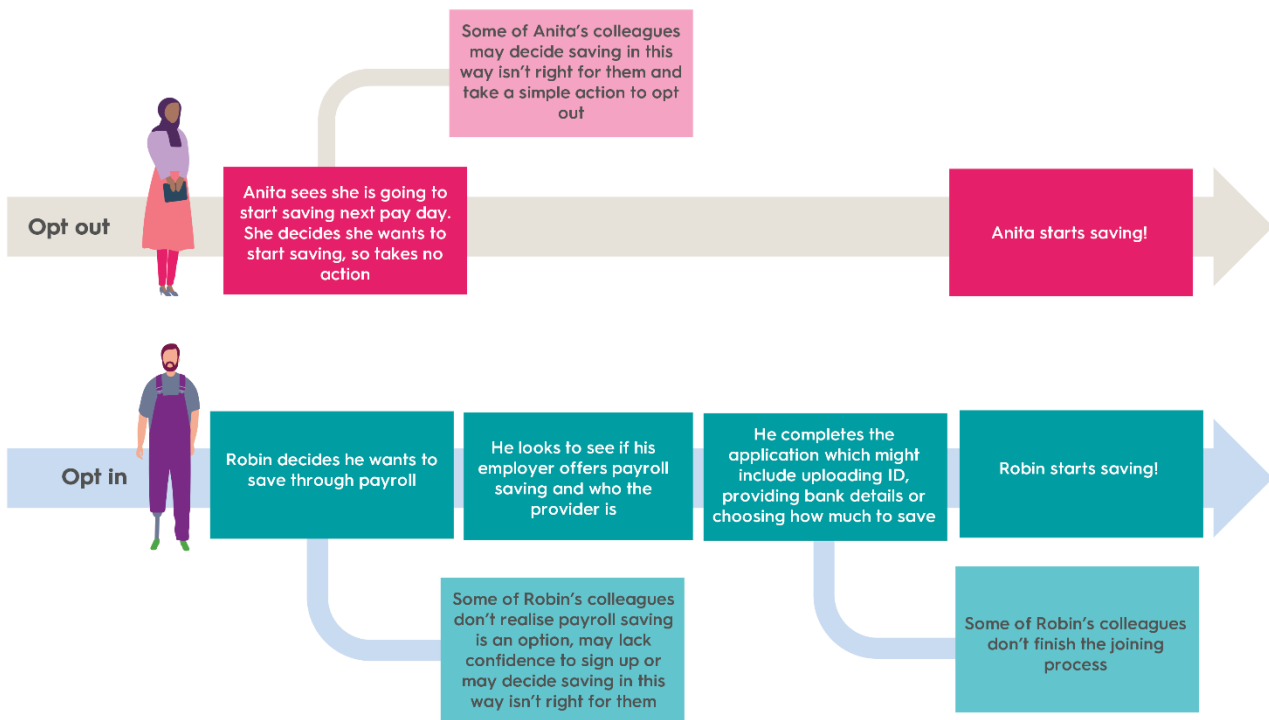 Some of Anita's colleagues
may decide saving in this
way isn't right for them and
take a simple action to opt
out
Opt out
Anita sees she is going to
start saving next pay day.
She decides she wants to
start saving, so takes no
action
Anita starts saving!
Opt in
Robin decides he wants to
save through payroll
He looks to see if his
employer offers payroll
saving and who the
provider is
He completes the
application which might
include uploading ID,
providing bank details or
choosing how much to save
Robin starts saving!
Some of Robin's colleagues
don't realise payroll saving
is an option, may lack
confidence to sign up or
may decide saving in this
way isn't right for them
Some of Robin's colleagues
don't finish the joining
process